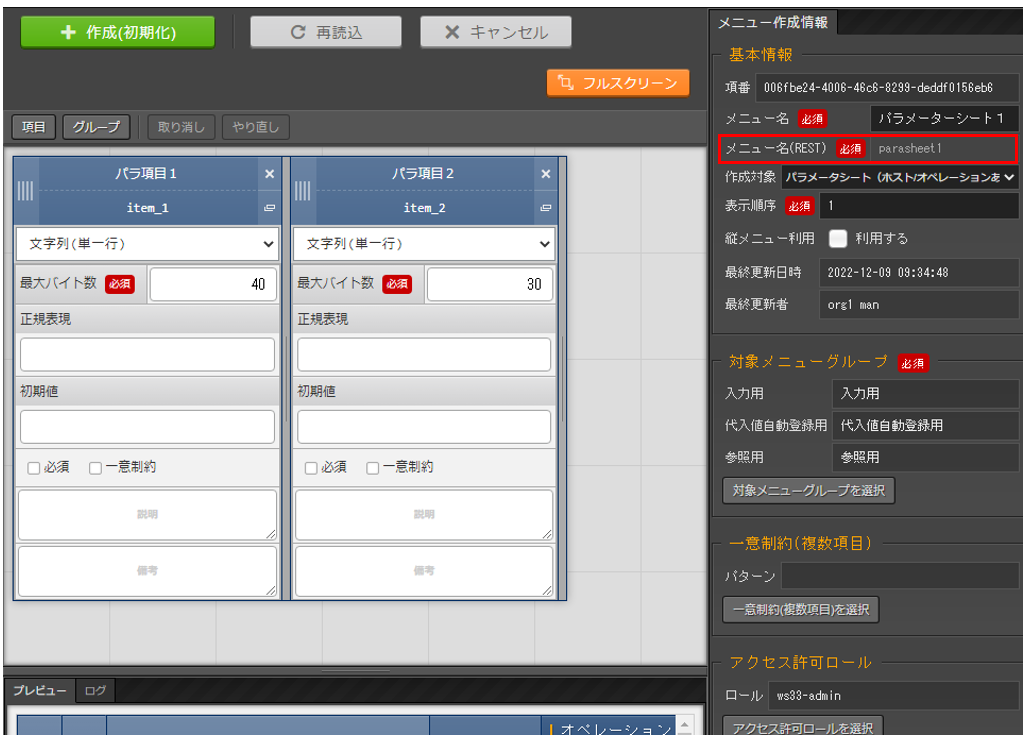 作成(初期化)
再読込
キャンセル
フルスクリーン
項目
グループ
取り消し
やり直し
パラ項目1
item_1
文字列(単一行)
最大バイト数 必須 40
正規表現
初期値
必須 一意制約
説明
備考
パラ項目2
item_2
文字列(単一行)
最大バイト数 必須 30
正規表現
初期値
必須 一意制約
説明
備考
プレビュー
ログ
オペレーション
メニュー作成情報
基本情報
項番 006fbe24-4006-46c6-8299-deddf0156eb6
メニュー名 必須 パラメーターシート1
メニュー名(REST) 必須 parasheet1
作成対象 パラメータシート(ホスト/オペレーションあ
表示順序 必須 1
縦メニュー利用 利用する
最終更新日時 2022-12-09 09:34:48
最終更新者 org1 man
対象メニューグループ 必須
入力用 入力用
代入値自動登録用 代入値自動登録用
参照用 参照用
対象メニューグループを選択
一意制約(複数項目)
パターン
一意制約(複数項目)を選択
アクセス許可ロール
ロール ws33-admin
アクセス許可ロールを選択